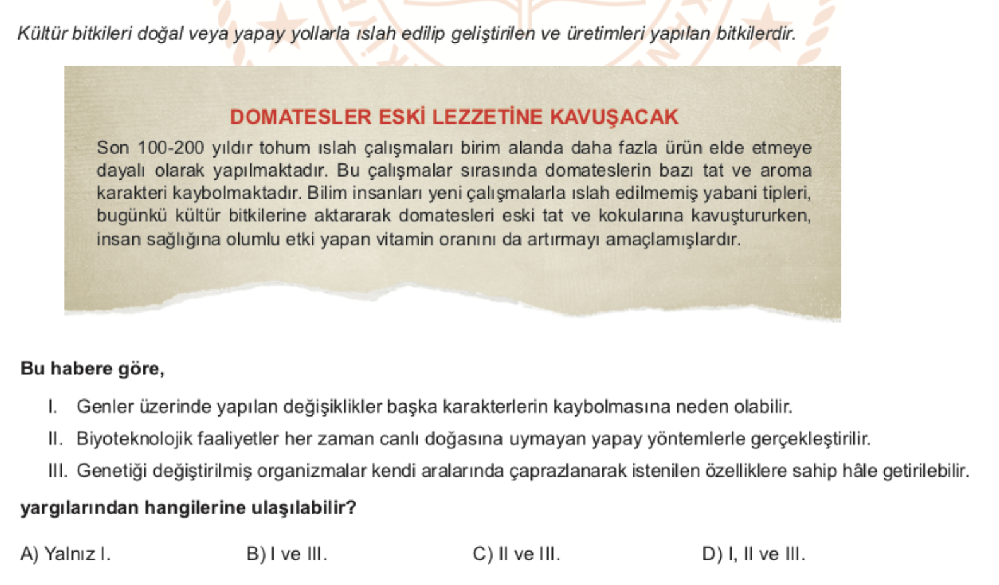 Kültür bitkileri doğal veya yapay yollarla ıslah edilip geliştirilen ve üretimleri yapılan bitkilerdir.
DOMATESLER ESKİ LEZZETİNE KAVUŞACAK
Son 100-200 yıldır tohum ıslah çalışmaları birim alanda daha fazla ürün elde etmeye
dayalı olarak yapılmaktadır. Bu çalışmalar sırasında domateslerin bazı tat ve aroma
karakteri kaybolmaktadır. Bilim insanları yeni çalışmalarla ıslah edilmemiş yabani tipleri,
bugünkü kültür bitkilerine aktararak domatesleri eski tat ve kokularına kavuştururken,
insan sağlığına olumlu etki yapan vitamin oranını da artırmayı amaçlamışlardır.
Bu habere göre,
I. Genler üzerinde yapılan değişiklikler başka karakterlerin kaybolmasına neden olabilir.
II. Biyoteknolojik faaliyetler her zaman canlı doğasına uymayan yapay yöntemlerle gerçekleştirilir.
III. Genetiği değiştirilmiş organizmalar kendi aralarında çaprazlanarak istenilen özelliklere sahip hâle getirilebilir.
yargılarından hangilerine ulaşılabilir?
A) Yalnız I. B) I ve III. C) II ve III. D) I, II ve III.